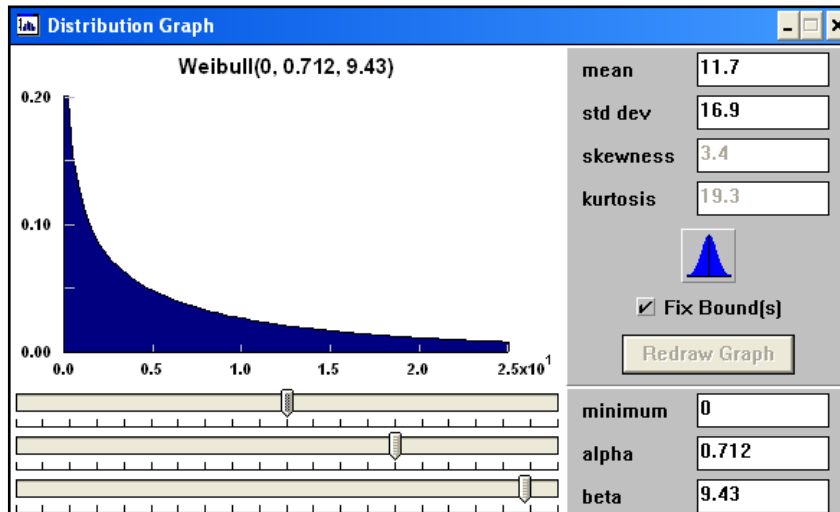 Distribution Graph
Weibull(0, 0.712, 9.43)
0.20
0.10
0.00
0.0 0.5 1.0 1.5 2.0 2.5x10¹
mean 11.7
std dev 16.9
skewness 3.4
kurtosis 19.3
Fix Bound(s)
Redraw Graph
minimum 0
alpha 0.712
beta 9.43